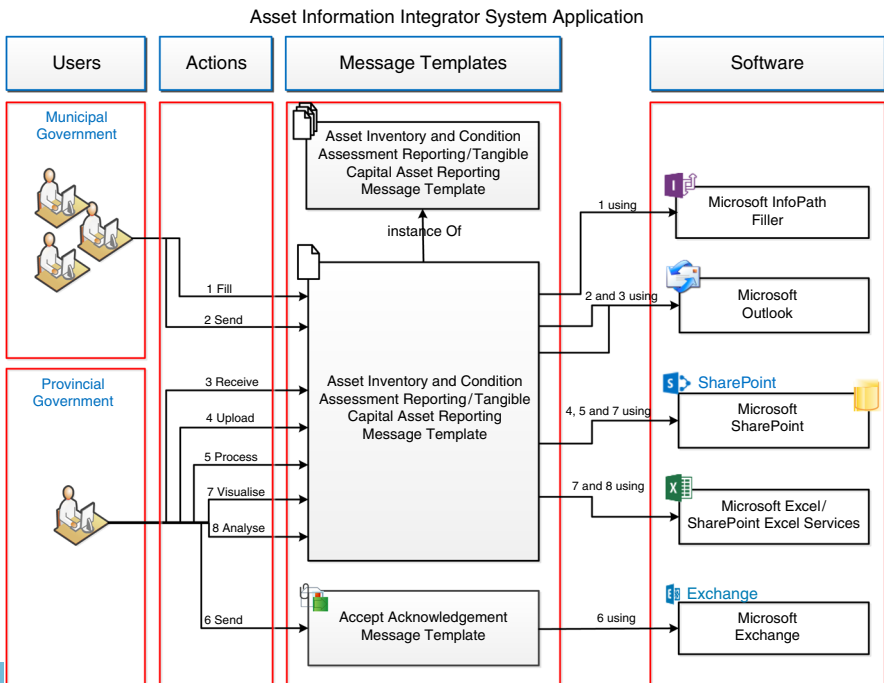 Asset Information Integrator System Application
Users
Actions
Message Templates
Software
Municipal
Government
Asset Inventory and Condition
Assessment Reporting/Tangible
Capital Asset Reporting
Message Template
instance Of
1 Fill
2 Send
Provincial
Government
3 Receive
4 Upload
5 Process
7 Visualise
8 Analyse
6 Send
Asset Inventory and Condition
Assessment Reporting/Tangible
Capital Asset Reporting
Message Template
Accept Acknowledgement
Message Template
1 using
2 and 3 using
4, 5 and 7 using
7 and 8 using
6 using
I
Microsoft InfoPath
Filler
Microsoft
Outlook
S
SharePoint
Microsoft
SharePoint
X
Microsoft Excel/
SharePoint Excel Services
E
Exchange
Microsoft
Exchange